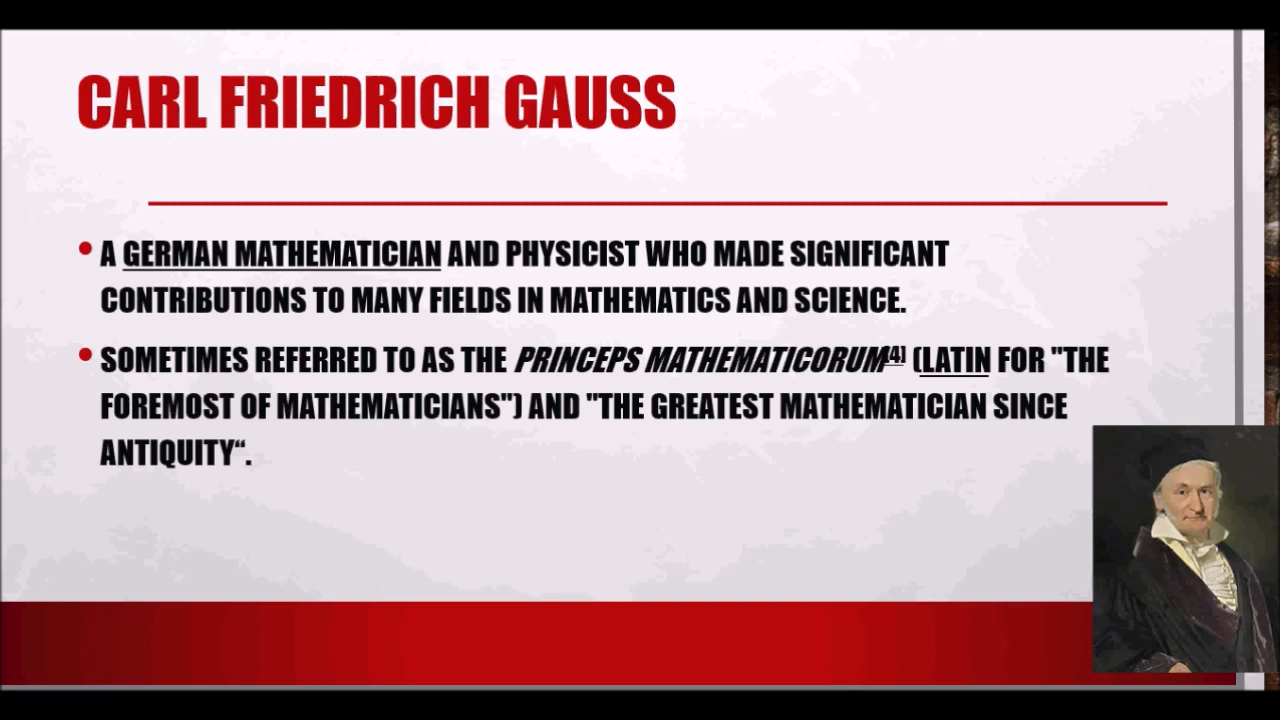 CARL FRIEDRICH GAUSS
• A GERMAN MATHEMATICIAN AND PHYSICIST WHO MADE SIGNIFICANT
CONTRIBUTIONS TO MANY FIELDS IN MATHEMATICS AND SCIENCE.
• SOMETIMES REFERRED TO AS THE PRINCEPS MATHEMATICORUM[4] (LATIN FOR "THE
FOREMOST OF MATHEMATICIANS") AND "THE GREATEST MATHEMATICIAN SINCE
ANTIQUITY“.